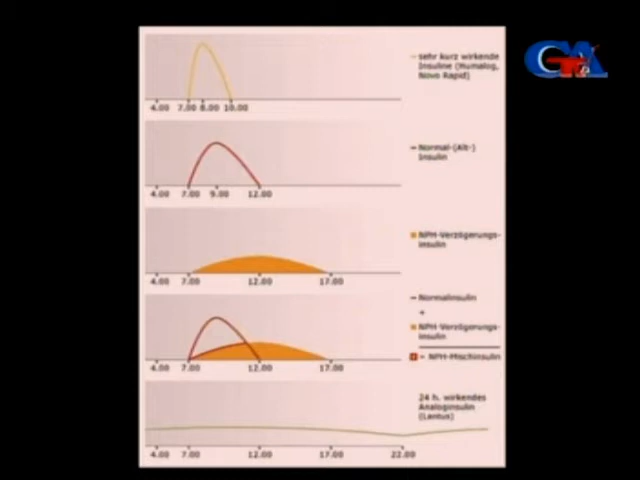 sehr kurz wirkende
Insuline (Humalog,
Novo Rapid)
4.00 7.00 8.00 10.00
Normal-(Alt-)
Insulin
4.00 7.00 9.00 12.00
NPH-Verzögerungs-
insulin
4.00 7.00 12.00 17.00
Normalinsulin
+
NPH-Verzögerungs-
insulin
= NPH-Mischinsulin
4.00 7.00 12.00 17.00
24 h. wirkendes
Analoginsulin
(Lantus)
4.00 7.00 12.00 17.00 22.00